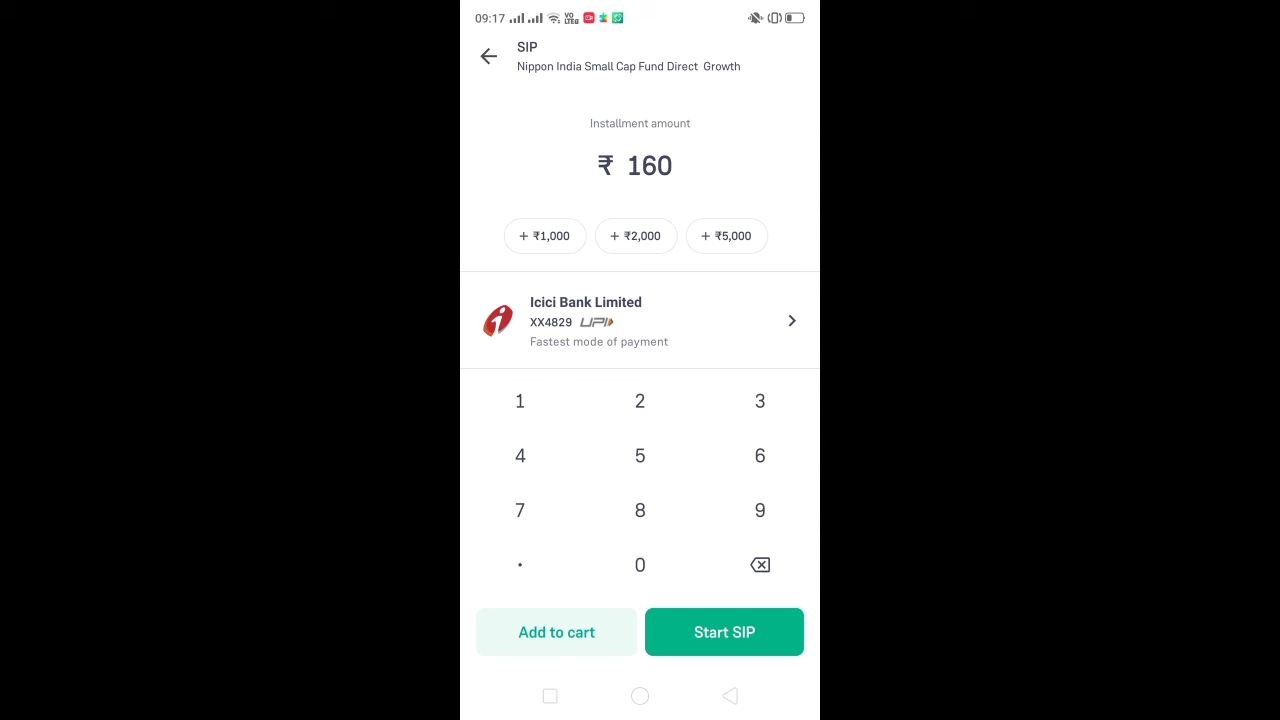 09:17 VO LTE
SIP
Nippon India Small Cap Fund Direct Growth
Installment amount
₹ 160
+ ₹1,000 + ₹2,000 + ₹5,000
Icici Bank Limited
XX4829 UPI
Fastest mode of payment
1 2 3
4 5 6
7 8 9
. 0
Add to cart Start SIP